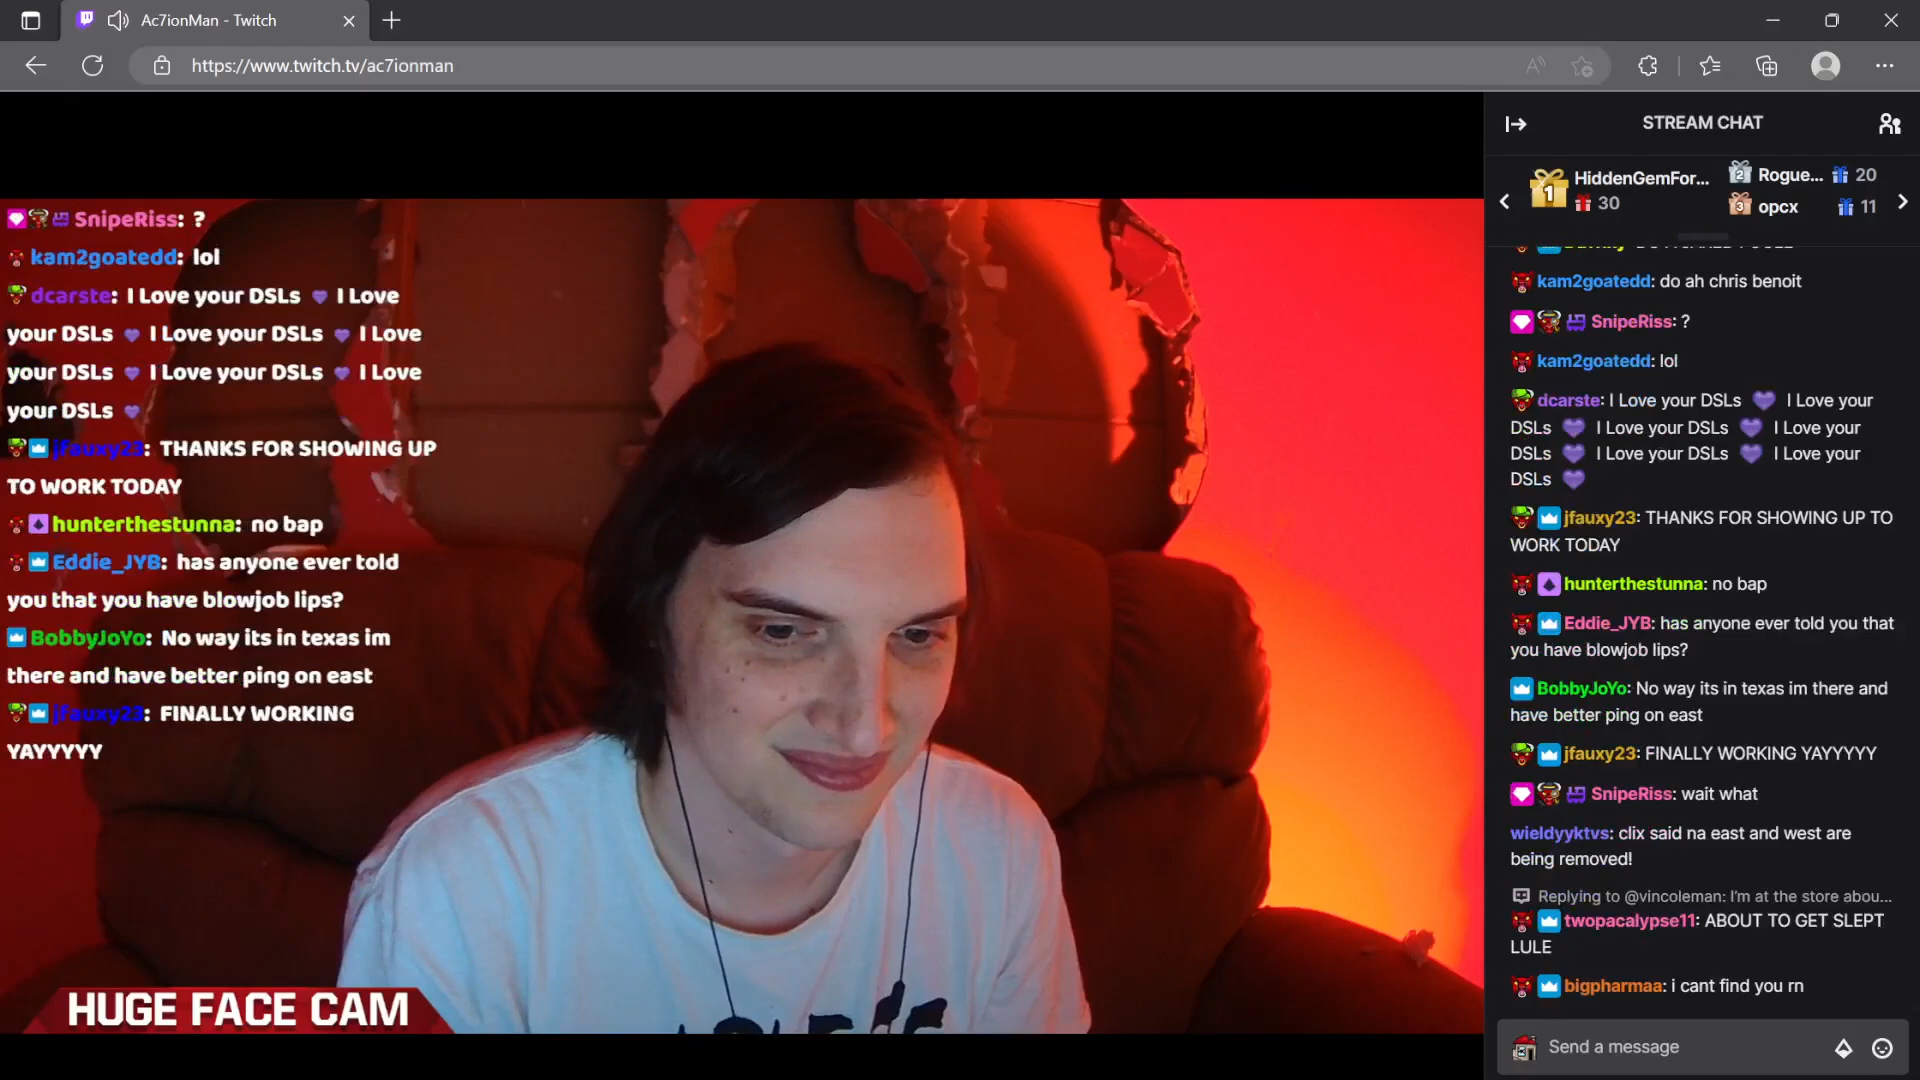 Ac7ionMan - Twitch
https://www.twitch.tv/ac7ionman
SnipeRiss: ?
kam2goatedd: lol
dcarste: I Love your DSLs 💜 I Love
your DSLs 💜 I Love your DSLs 💜 I Love
your DSLs 💜 I Love your DSLs 💜 I Love
your DSLs 💜
jfauxy23: THANKS FOR SHOWING UP
TO WORK TODAY
hunterthestunna: no bap
Eddie_JYB: has anyone ever told
you that you have blowjob lips?
BobbyJoYo: No way its in texas im
there and have better ping on east
jfauxy23: FINALLY WORKING
YAYYYYY
HUGE FACE CAM
STREAM CHAT
1 HiddenGemFor...
30
2 Rogue... 20
3 opcx 11
kam2goatedd: do ah chris benoit
SnipeRiss: ?
kam2goatedd: lol
dcarste: I Love your DSLs 💜 I Love your
DSLs 💜 I Love your DSLs 💜 I Love your
DSLs 💜 I Love your DSLs 💜 I Love your
DSLs 💜
jfauxy23: THANKS FOR SHOWING UP TO
WORK TODAY
hunterthestunna: no bap
Eddie_JYB: has anyone ever told you that
you have blowjob lips?
BobbyJoYo: No way its in texas im there and
have better ping on east
jfauxy23: FINALLY WORKING YAYYYYY
SnipeRiss: wait what
wieldyyktvs: clix said na east and west are
being removed!
Replying to @vincoleman: I'm at the store abou...
twopacalypse11: ABOUT TO GET SLEPT
LULE
bigpharmaa: i cant find you rn
Send a message